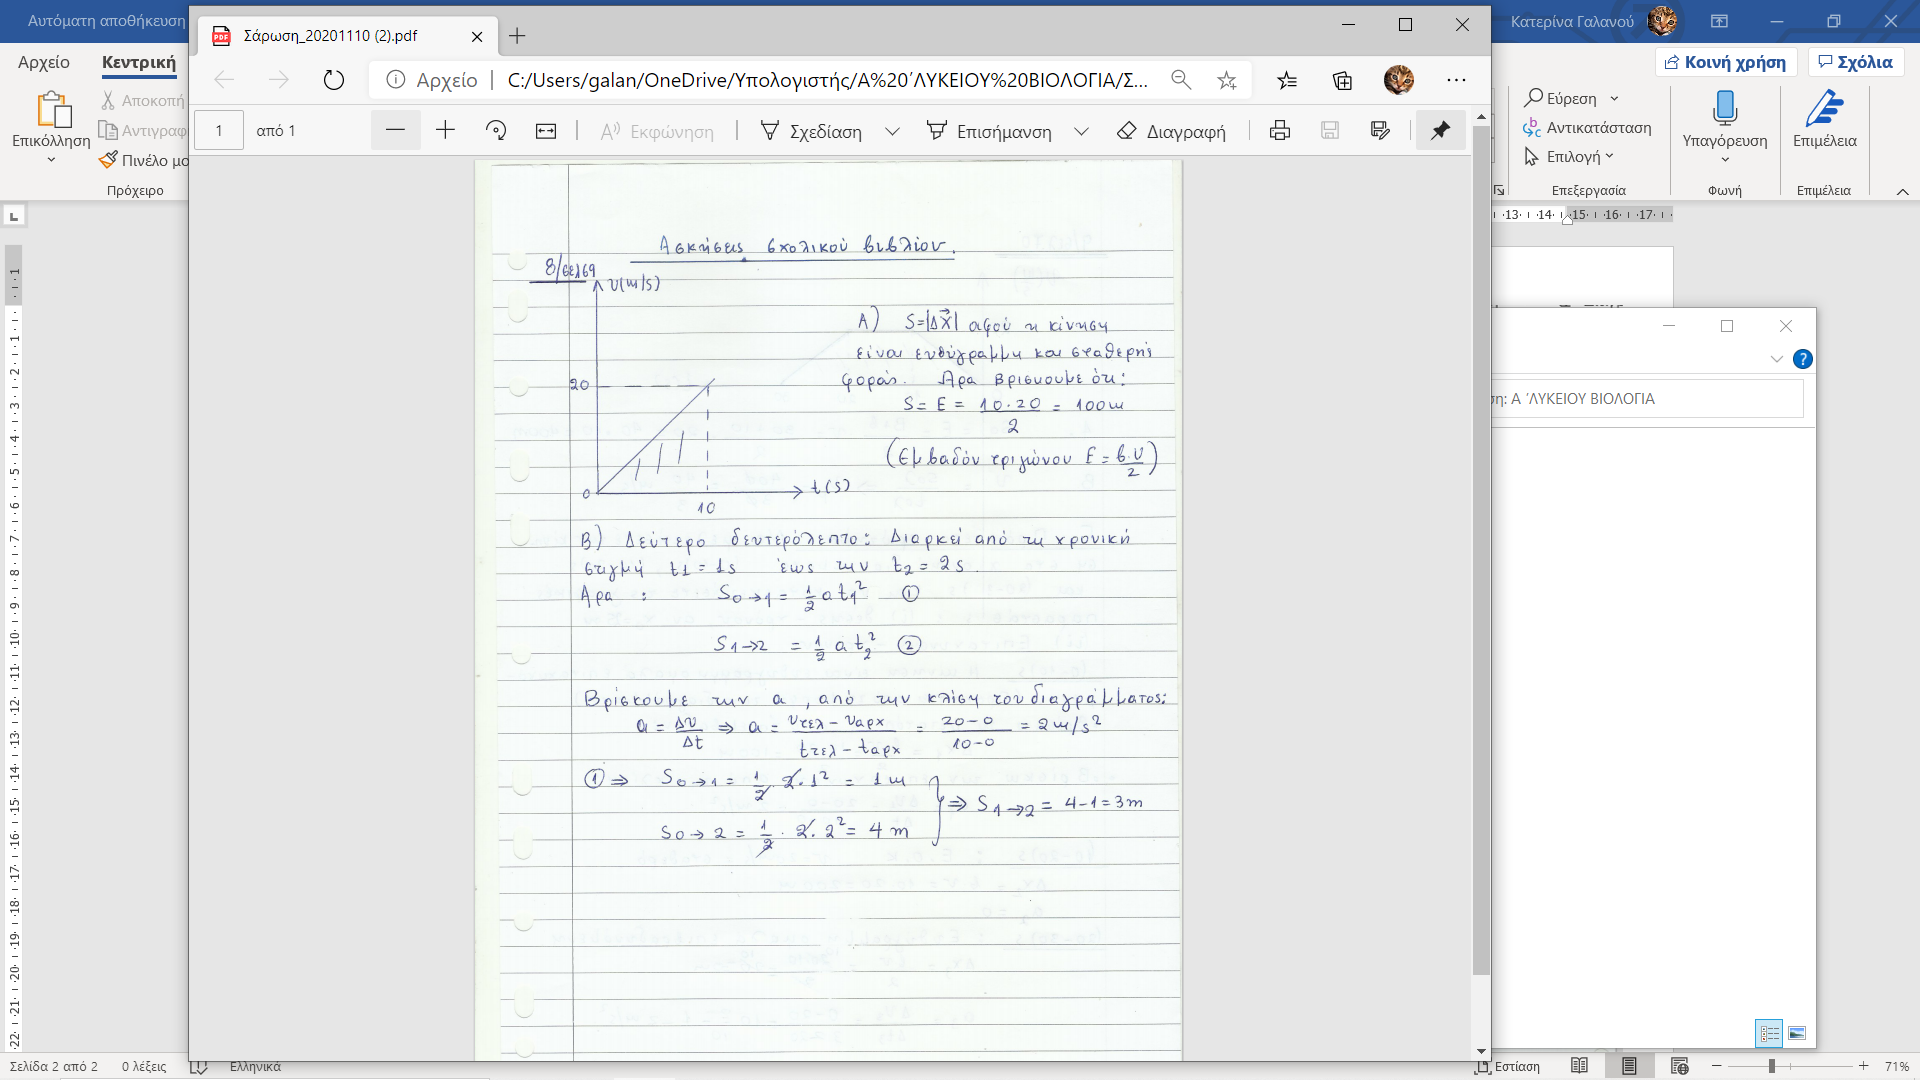 Αυτόματη αποθήκευση
Κατερίνα Γαλανού
Σάρωση_20201110 (2).pdf
Αρχείο
Κεντρική
Αρχείο
C:/Users/galan/OneDrive/Υπολογιστής/Α%20΄ΛΥΚΕΙΟΥ%20ΒΙΟΛΟΓΙΑ/Σ...
Κοινή χρήση
Σχόλια
Επικόλληση
Αποκοπή
Αντιγραφ
Πινέλο μο
Πρόχειρο
1
από 1
Εκφώνηση
Σχεδίαση
Επισήμανση
Διαγραφή
Εύρεση
Αντικατάσταση
Επιλογή
Επεξεργασία
Υπαγόρευση
Φωνή
Επιμέλεια
Επιμέλεια
Ασκήσεις σχολικού βιβλίου.
8/σελ69
υ(m/s)
20
0
10
t(s)
Α) S=|Δx⃗| αφού η κίνηση
είναι ευθύγραμμη και σταθερής
φοράς. Αρα βρισκουμε ότι:
S= E = 10·20/2 = 100m
(Εμβαδόν τριγώνου E = β·υ/2)
Β) Δεύτερο δευτερόλεπτο: Διαρκεί από τη χρονική
στιγμή t1 = 1s έως την t2 = 2s.
Αρα : S0→1 = 1/2 a t1² ①
S1→2 = 1/2 a t2² ②
Βρίσκουμε την a, από την κλίση του διαγράμματος:
a = Δυ/Δt ⇒ a = υτελ-υαρχ/tτελ-tαρχ = 20-0/10-0 = 2m/s²
① ⇒ S0→1 = 1/2 · 2 · 1² = 1m
⇒ S1→2 = 4-1=3m
S0→2 = 1/2 · 2 · 2² = 4m
ση: Α ΄ΛΥΚΕΙΟΥ ΒΙΟΛΟΓΙΑ
Σελίδα 2 από 2
0 λέξεις
Ελληνικά
Εστίαση
71%